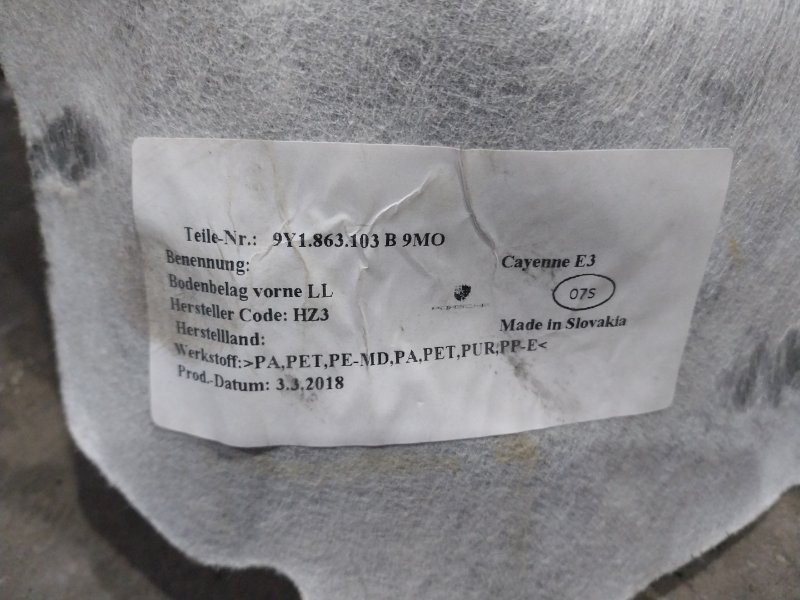 Teile-Nr.: 9Y1.863.103 B 9MO
Benennung: Cayenne E3
Bodenbelag vorne LL
07S
Hersteller Code: HZ3
Herstellland: Made in Slovakia
Werkstoff:>PA,PET,PE-MD,PA,PET,PUR,PP-E<
Prod.-Datum: 3.3.2018